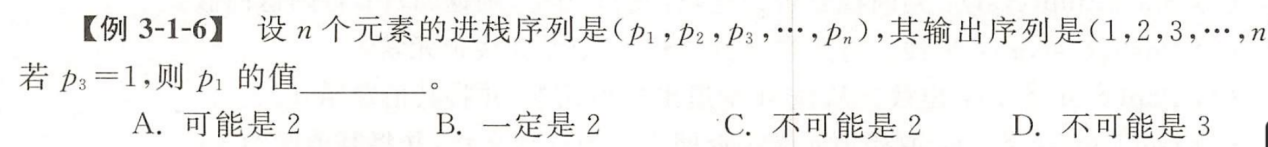 【例 3-1-6】 设 n 个元素的进栈序列是(p₁,p₂,p₃,…,pₙ),其输出序列是(1,2,3,…,n
若 p₃=1,则 p₁ 的值________。
A. 可能是 2 B. 一定是 2 C. 不可能是 2 D. 不可能是 3